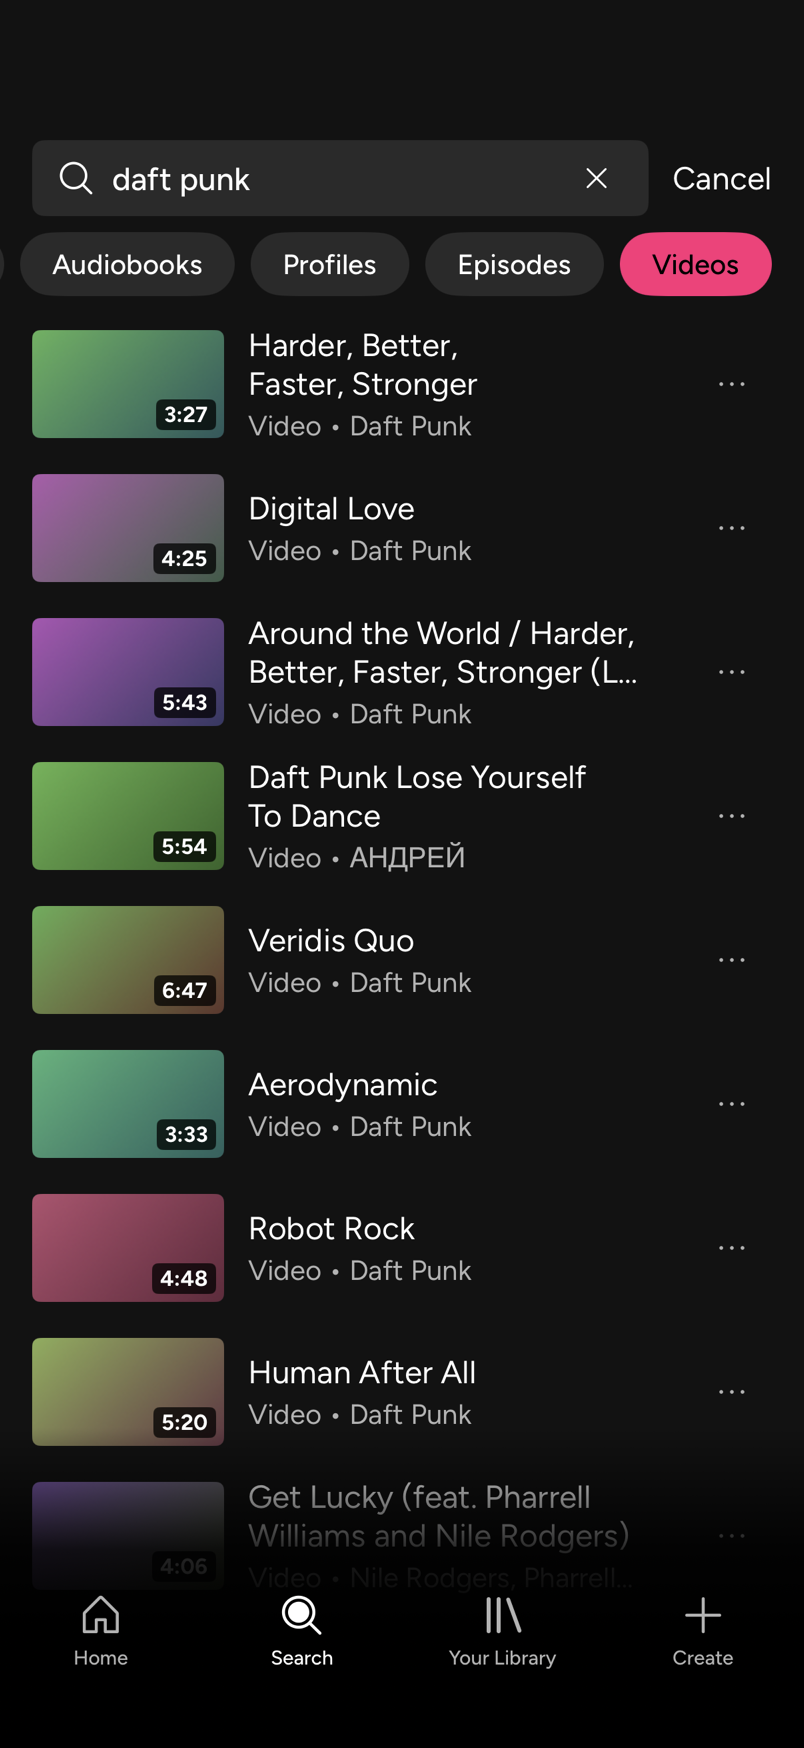 daft punk
Cancel
Audiobooks
Profiles
Episodes
Videos
Harder, Better,
Faster, Stronger
Video • Daft Punk
3:27
Digital Love
Video • Daft Punk
4:25
Around the World / Harder,
Better, Faster, Stronger (L...
Video • Daft Punk
5:43
Daft Punk Lose Yourself
To Dance
Video • АНДРЕЙ
5:54
Veridis Quo
Video • Daft Punk
6:47
Aerodynamic
Video • Daft Punk
3:33
Robot Rock
Video • Daft Punk
4:48
Human After All
Video • Daft Punk
5:20
Get Lucky (feat. Pharrell
Williams and Nile Rodgers)
Video • Nile Rodgers, Pharrell...
4:06
Home
Search
Your Library
Create